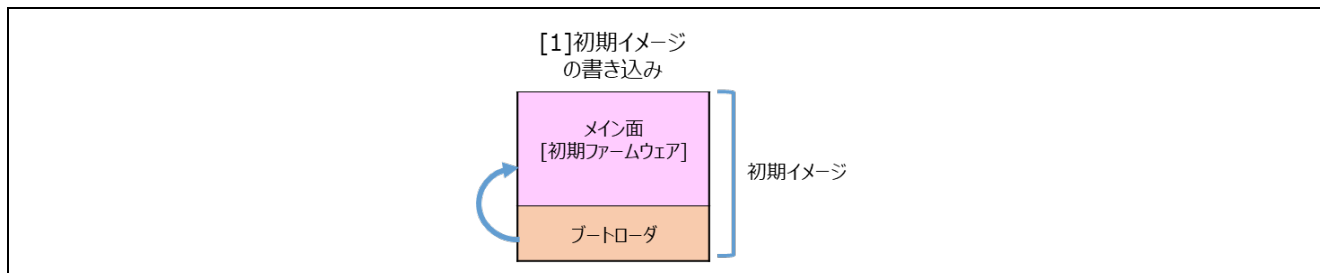 [1]初期イメージ
の書き込み
メイン面
[初期ファームウェア]
初期イメージ
ブートローダ